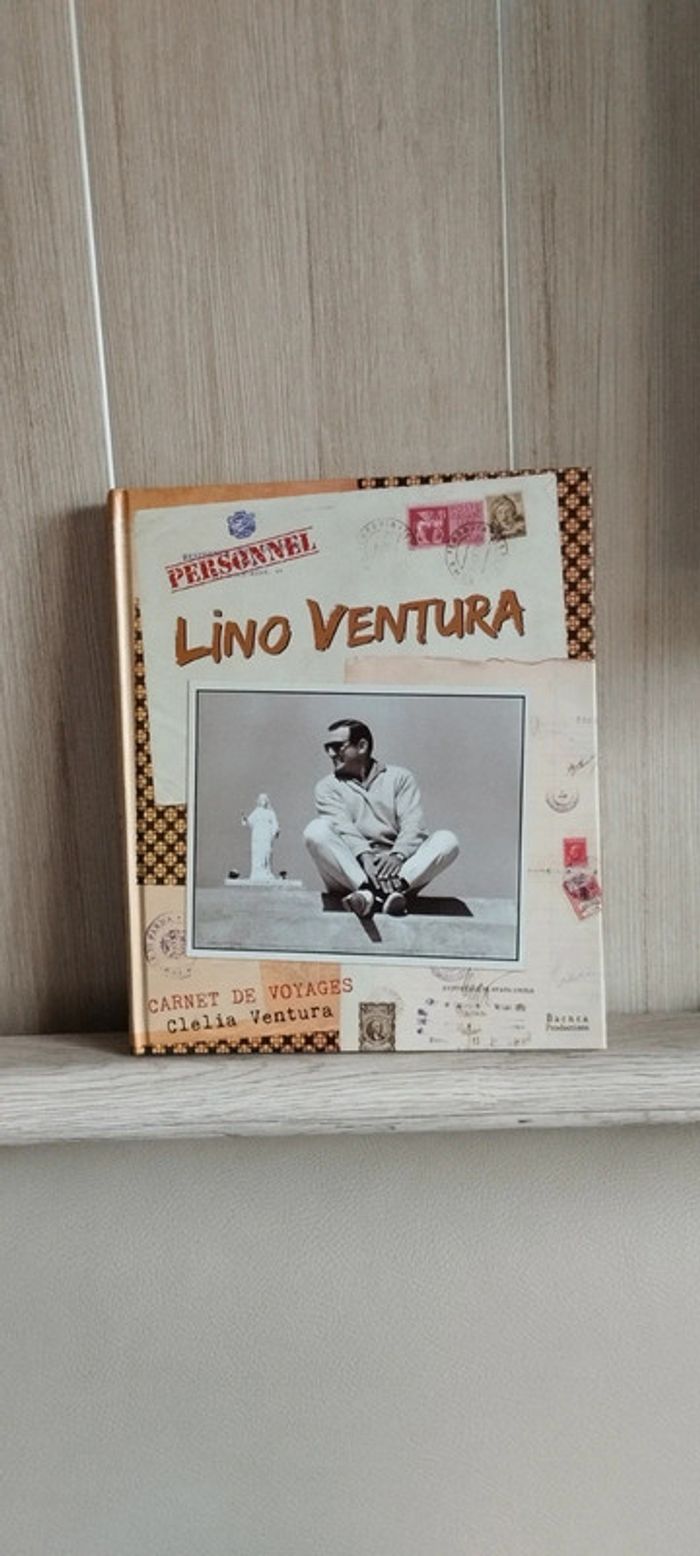 PERSONNEL
LiNO VENTURA
CARNET DE VOYAGES
Clelia Ventura